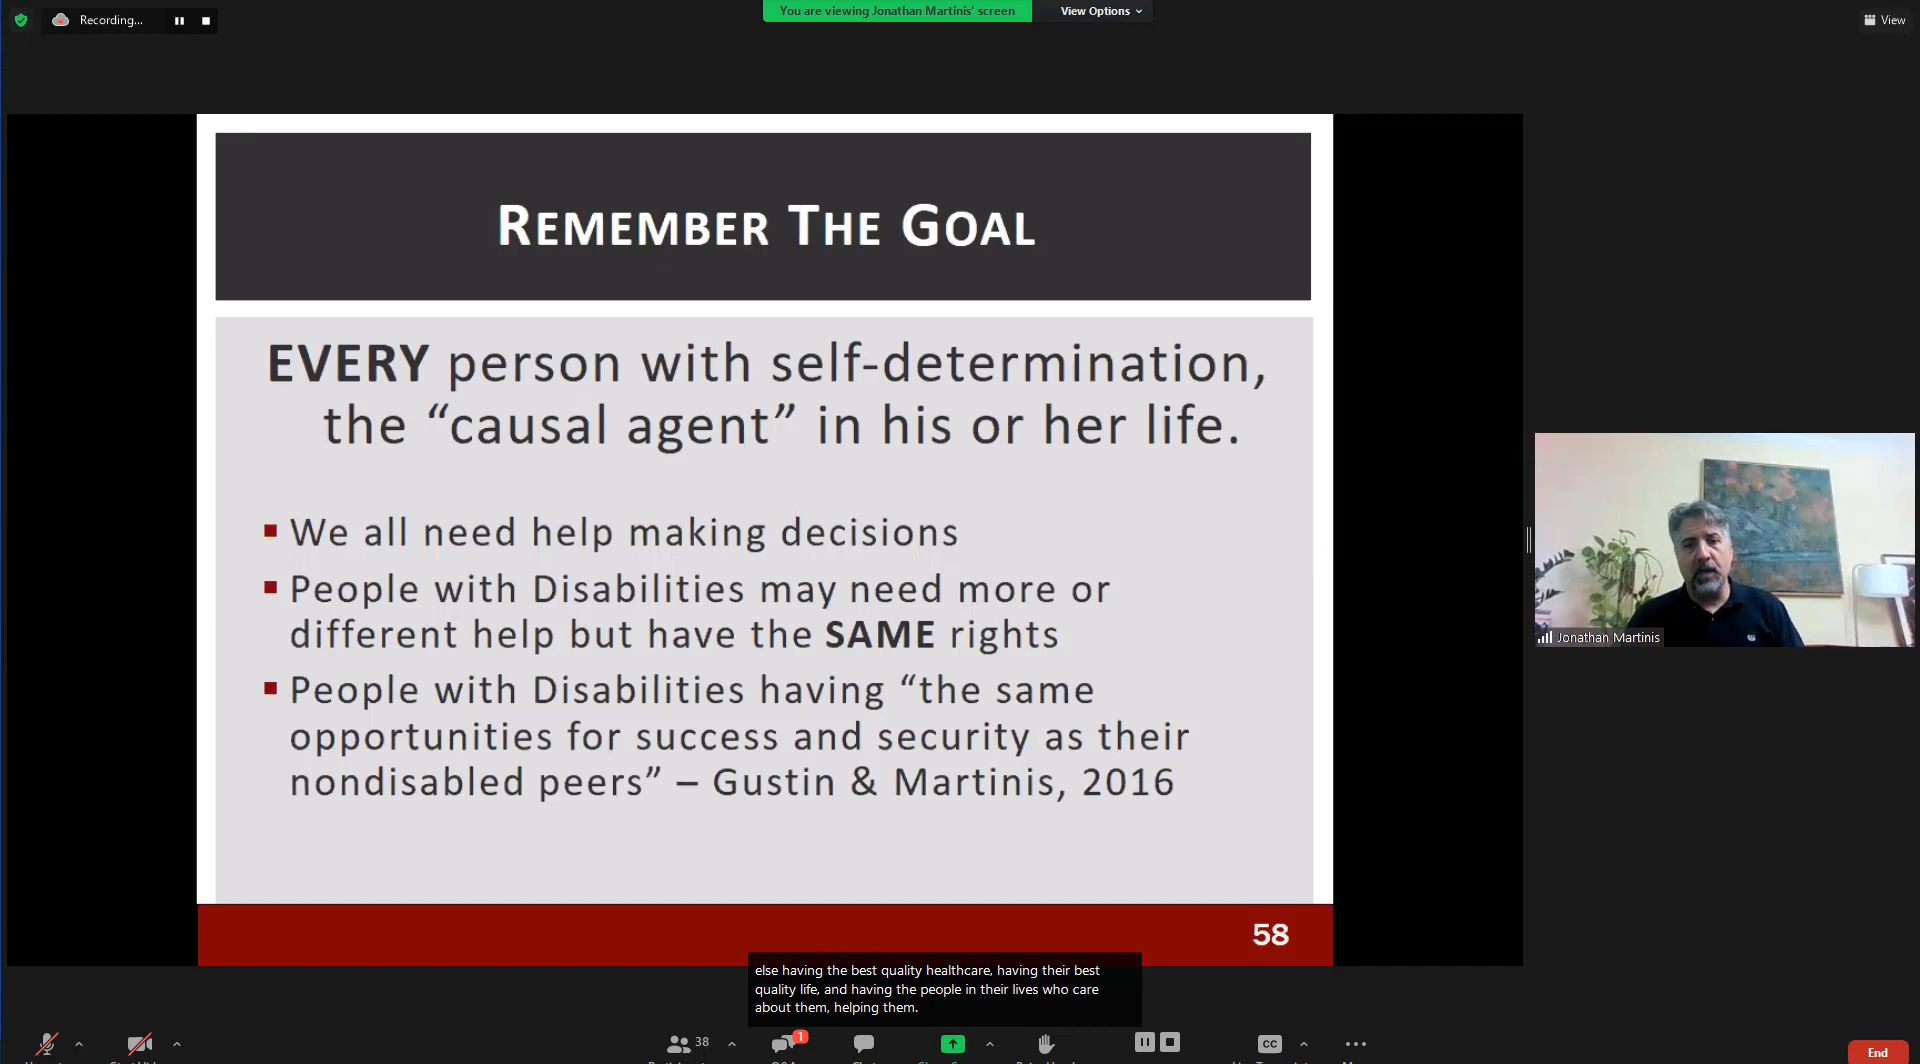 Recording...
You are viewing Jonathan Martinis' screen
View Options
View
REMEMBER THE GOAL
EVERY person with self-determination,
the “causal agent” in his or her life.
We all need help making decisions
People with Disabilities may need more or
different help but have the SAME rights
People with Disabilities having “the same
opportunities for success and security as their
nondisabled peers” – Gustin & Martinis, 2016
Jonathan Martinis
58
else having the best quality healthcare, having their best
quality life, and having the people in their lives who care
about them, helping them.
38
1
CC
End